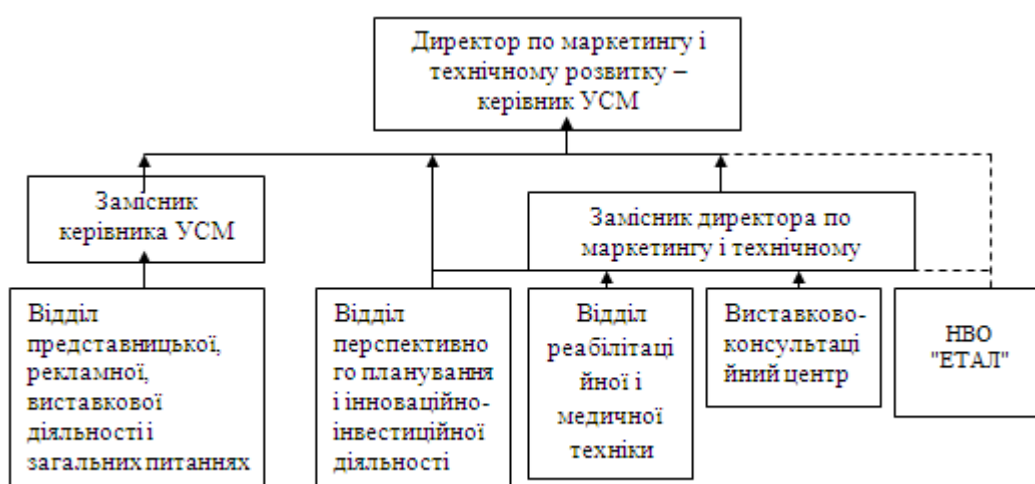 Директор по маркетингу і
технічному розвитку –
керівник УСМ
Замісник
керівника УСМ
Замісник директора по
маркетингу і технічному
Відділ
представницької,
рекламної,
виставкової
діяльності і
загальних питаннях
Відділ
перспективно
го планування
і інноваційно-
інвестиційної
діяльності
Відділ
реабілітаці
йної і
медичної
техніки
Виставково-
консультаці
йний центр
НВО
"ЕТАЛ"